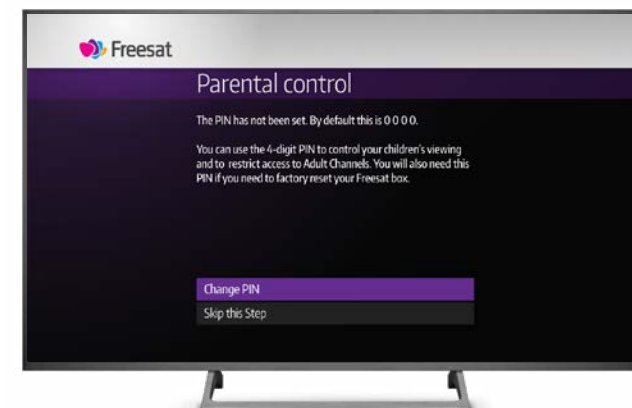 Freesat
Parental control
The PIN has not been set. By default this is 0 0 0 0.
You can use the 4-digit PIN to control your children's viewing
and to restrict access to Adult Channels. You will also need this
PIN if you need to factory reset your Freesat box.
Change PIN
Skip this Step